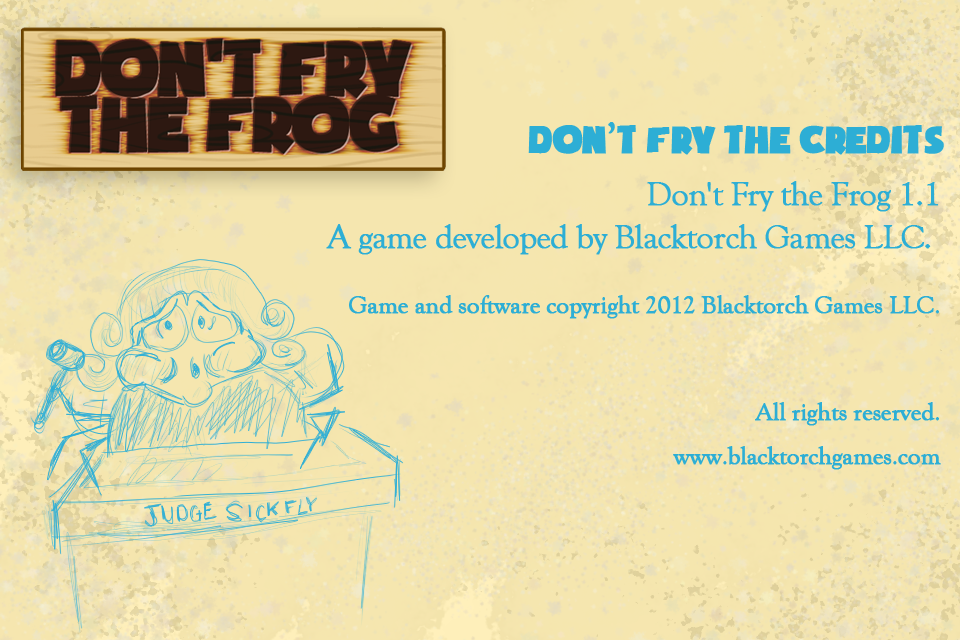 DON'T FRY
THE FROG
DON'T FRY THE CREDITS
Don't Fry the Frog 1.1
A game developed by Blacktorch Games LLC.
Game and software copyright 2012 Blacktorch Games LLC.
All rights reserved.
www.blacktorchgames.com
JUDGE SICKFLY